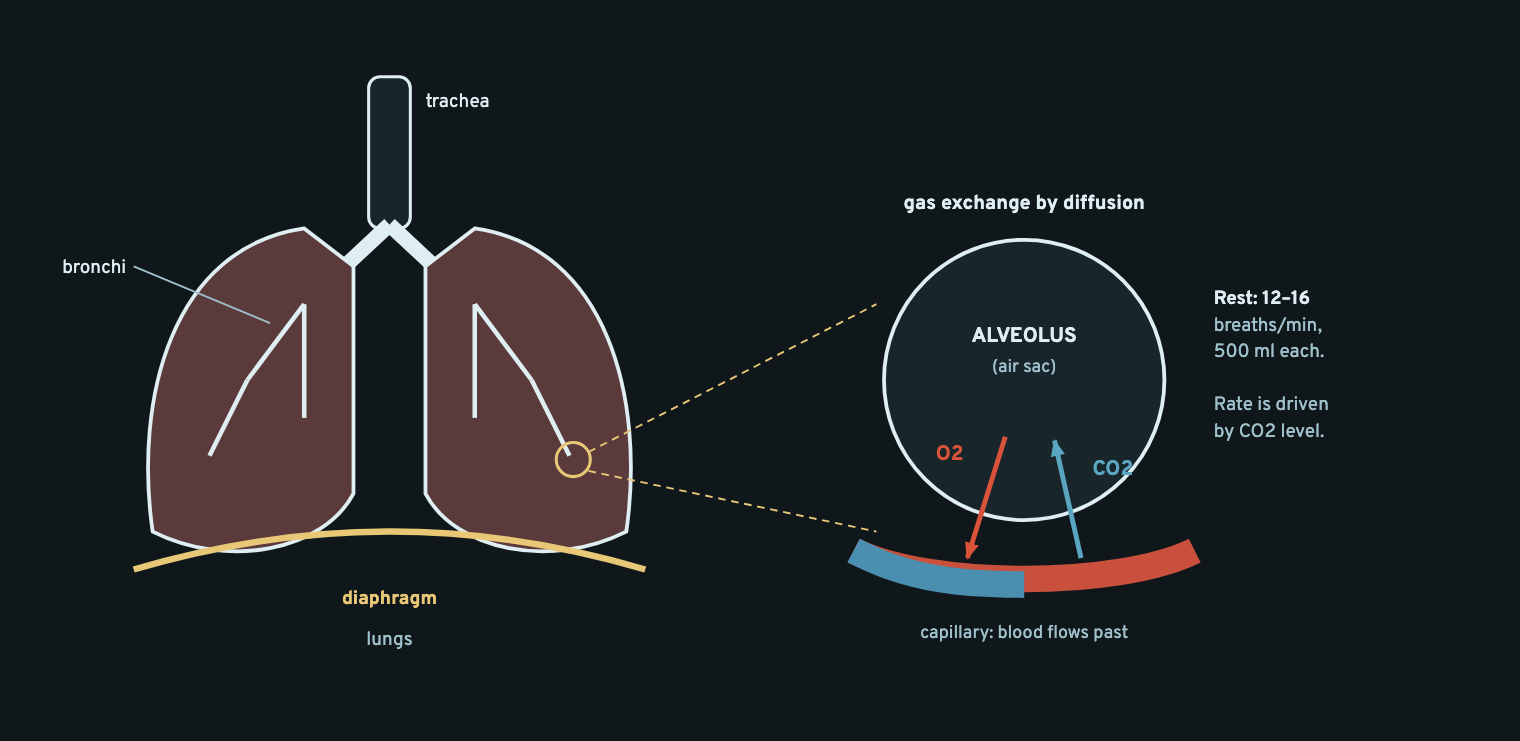 trachea
bronchi
diaphragm
lungs
gas exchange by diffusion
ALVEOLUS
(air sac)
O2
CO2
capillary: blood flows past
Rest: 12–16
breaths/min,
500 ml each.
Rate is driven
by CO2 level.